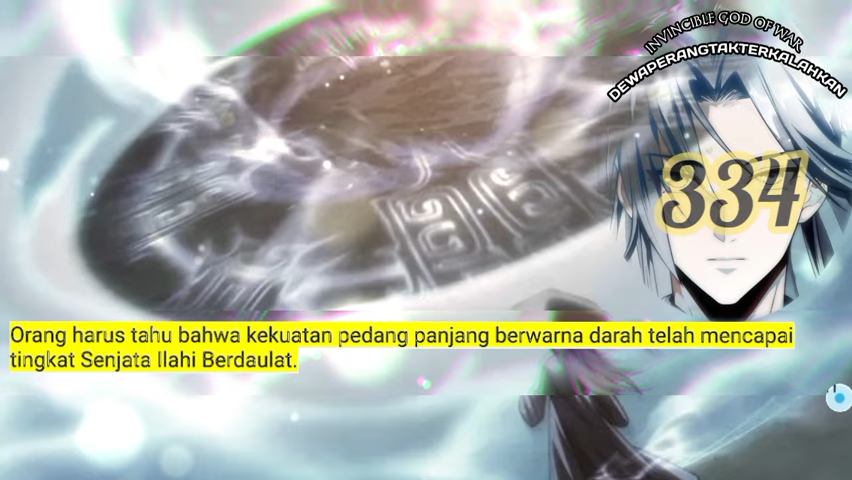 INVINCIBLE GOD OF WAR
DEWAPERANGTAKTERKALAHKAN
334
Orang harus tahu bahwa kekuatan pedang panjang berwarna darah telah mencapai
tingkat Senjata Ilahi Berdaulat.